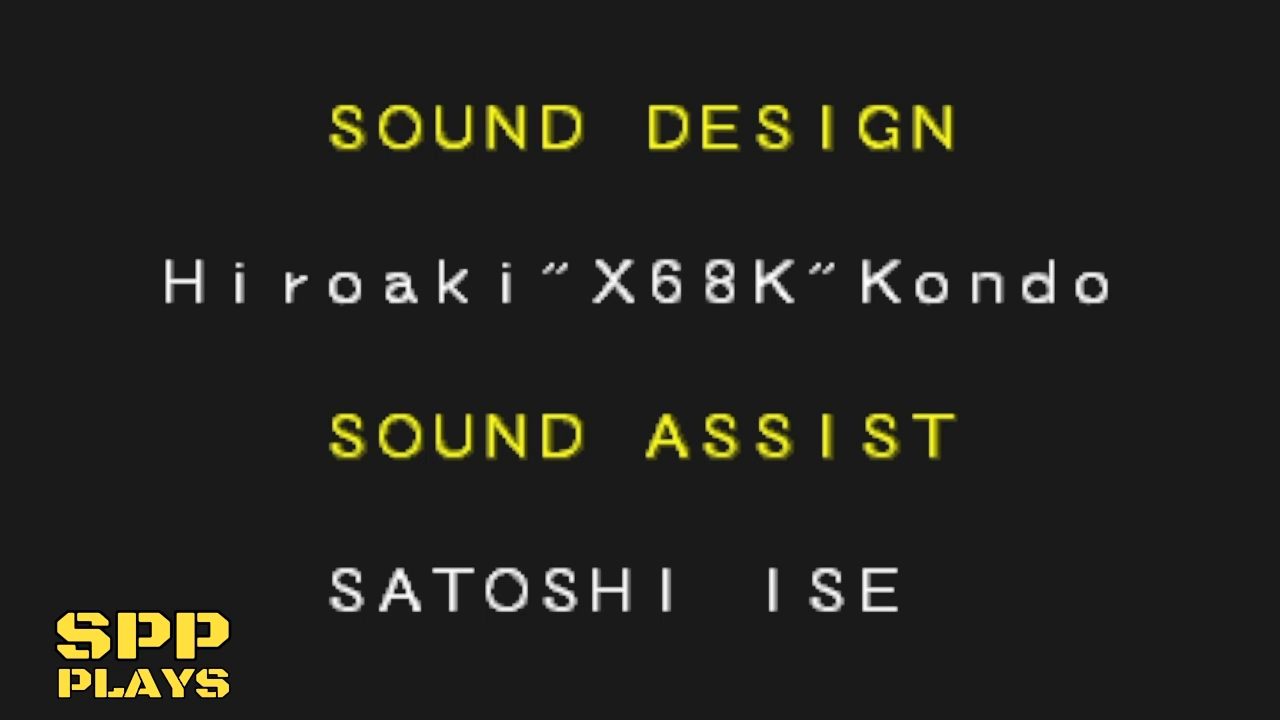 SOUND DESIGN
Hiroaki″X68K″Kondo
SOUND ASSIST
SATOSHI ISE
SPP
PLAYS